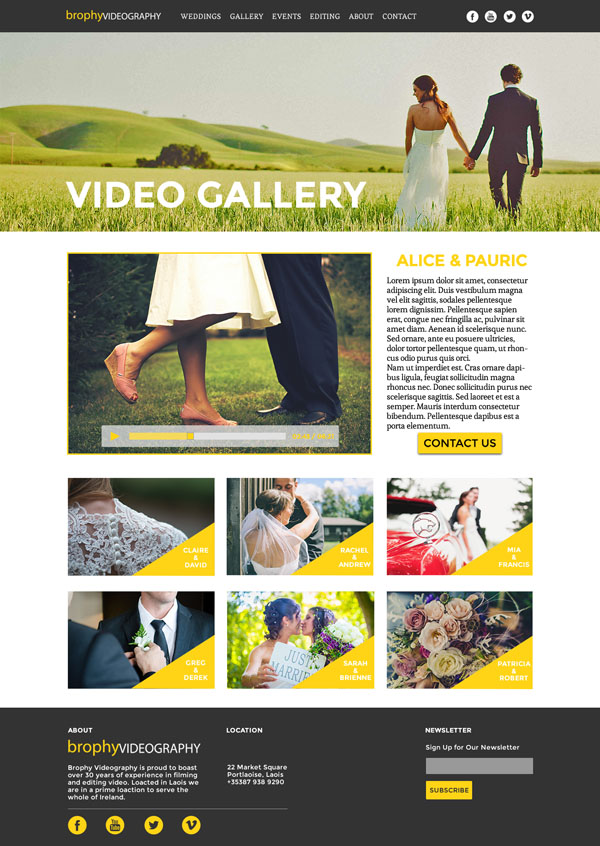 brophyVIDEOGRAPHY WEDDINGS GALLERY EVENTS EDITING ABOUT CONTACT
VIDEO GALLERY
ALICE & PAURIC
Lorem ipsum dolor sit amet, consectetur
adipiscing elit. Duis vestibulum magna
vel elit sagittis, sodales pellentesque
lorem dignissim. Pellentesque sapien
erat, congue nec fringilla ac, pulvinar sit
amet diam. Aenean id scelerisque nunc.
Sed ornare, ante eu posuere ultricies,
dolor tortor pellentesque quam, ut rhon-
cus odio purus quis orci.
Nam ut imperdiet est. Cras ornare dapi-
bus ligula, feugiat sollicitudin magna
rhoncus nec. Donec sollicitudin purus nec
scelerisque sagittis. Sed laoreet et est a
semper. Mauris interdum consectetur
bibendum. Pellentesque dapibus est a
porta elementum.
CONTACT US
CLAIRE
&
DAVID
RACHEL
&
ANDREW
MIA
&
FRANCIS
GREG
&
DEREK
JUST
MARRIED
SARAH
&
BRIENNE
PATRICIA
&
ROBERT
ABOUT
brophyVIDEOGRAPHY
Brophy Videography is proud to boast
over 30 years of experience in filming
and editing video. Loacted in Laois we
are in a prime loaction to serve the
whole of Ireland.
You
Tube
LOCATION
22 Market Square
Portlaoise, Laois
+35387 938 9290
NEWSLETTER
Sign Up for Our Newsletter
SUBSCRIBE